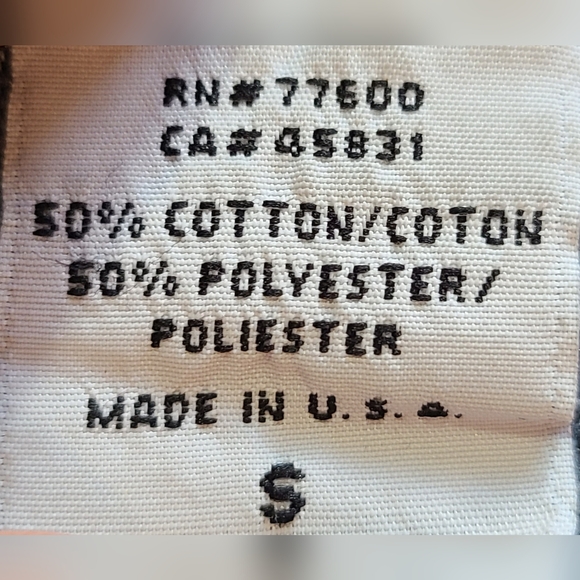 RN# 77600
CA# 45831
50% COTTON/COTON
50% POLYESTER/
POLIESTER
MADE IN U.S.A.
S